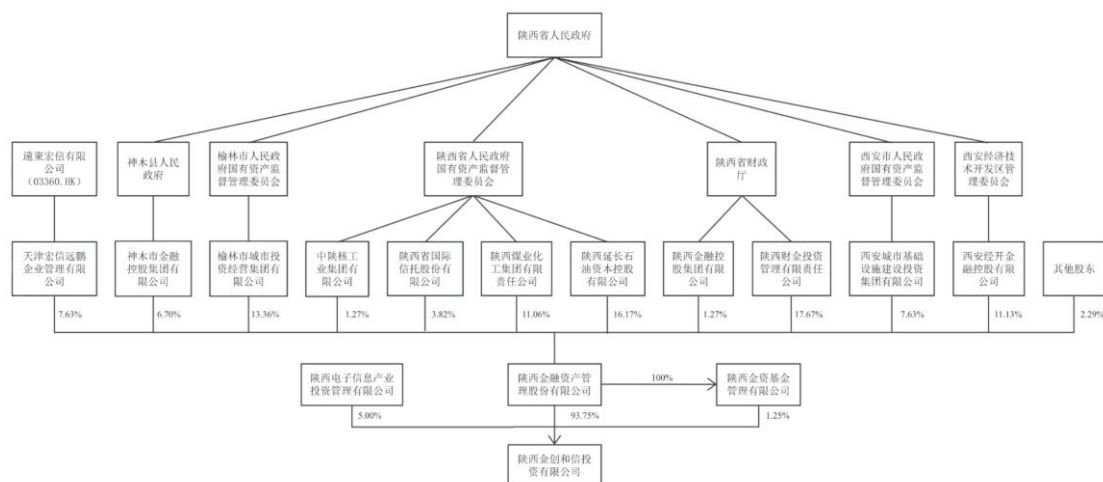 陕西省人民政府
遠東宏信有限
公司
（03360.HK）
神木县人民
政府
榆林市人民政
府国有资产监
督管理委员会
陕西省人民政府
国有资产监督管
理委员会
陕西省财政
厅
西安市人民政
府国有资产监
督管理委员会
西安经济技
术开发区管
理委员会
天津宏信远鹏
企业管理有限
公司
神木市金融
控股集团有
限公司
榆林市城市投
资经营集团有
限公司
中陕核工
业集团有
限公司
陕西省国际
信托股份有
限公司
陕西煤业化
工集团有限
责任公司
陕西延长石
油资本控股
有限公司
陕西金融控
股集团有限
公司
陕西财金投资
管理有限责任
公司
西安城市基础
设施建设投资
集团有限公司
西安经开金
融控股有限
公司
其他股东
7.63%
6.70%
13.36%
1.27%
3.82%
11.06%
16.17%
1.27%
17.67%
7.63%
11.13%
2.29%
陕西电子信息产业
投资管理有限公司
陕西金融资产管
理股份有限公司
100%
陕西金资基金
管理有限公司
5.00%
93.75%
1.25%
陕西金创和信投
资有限公司